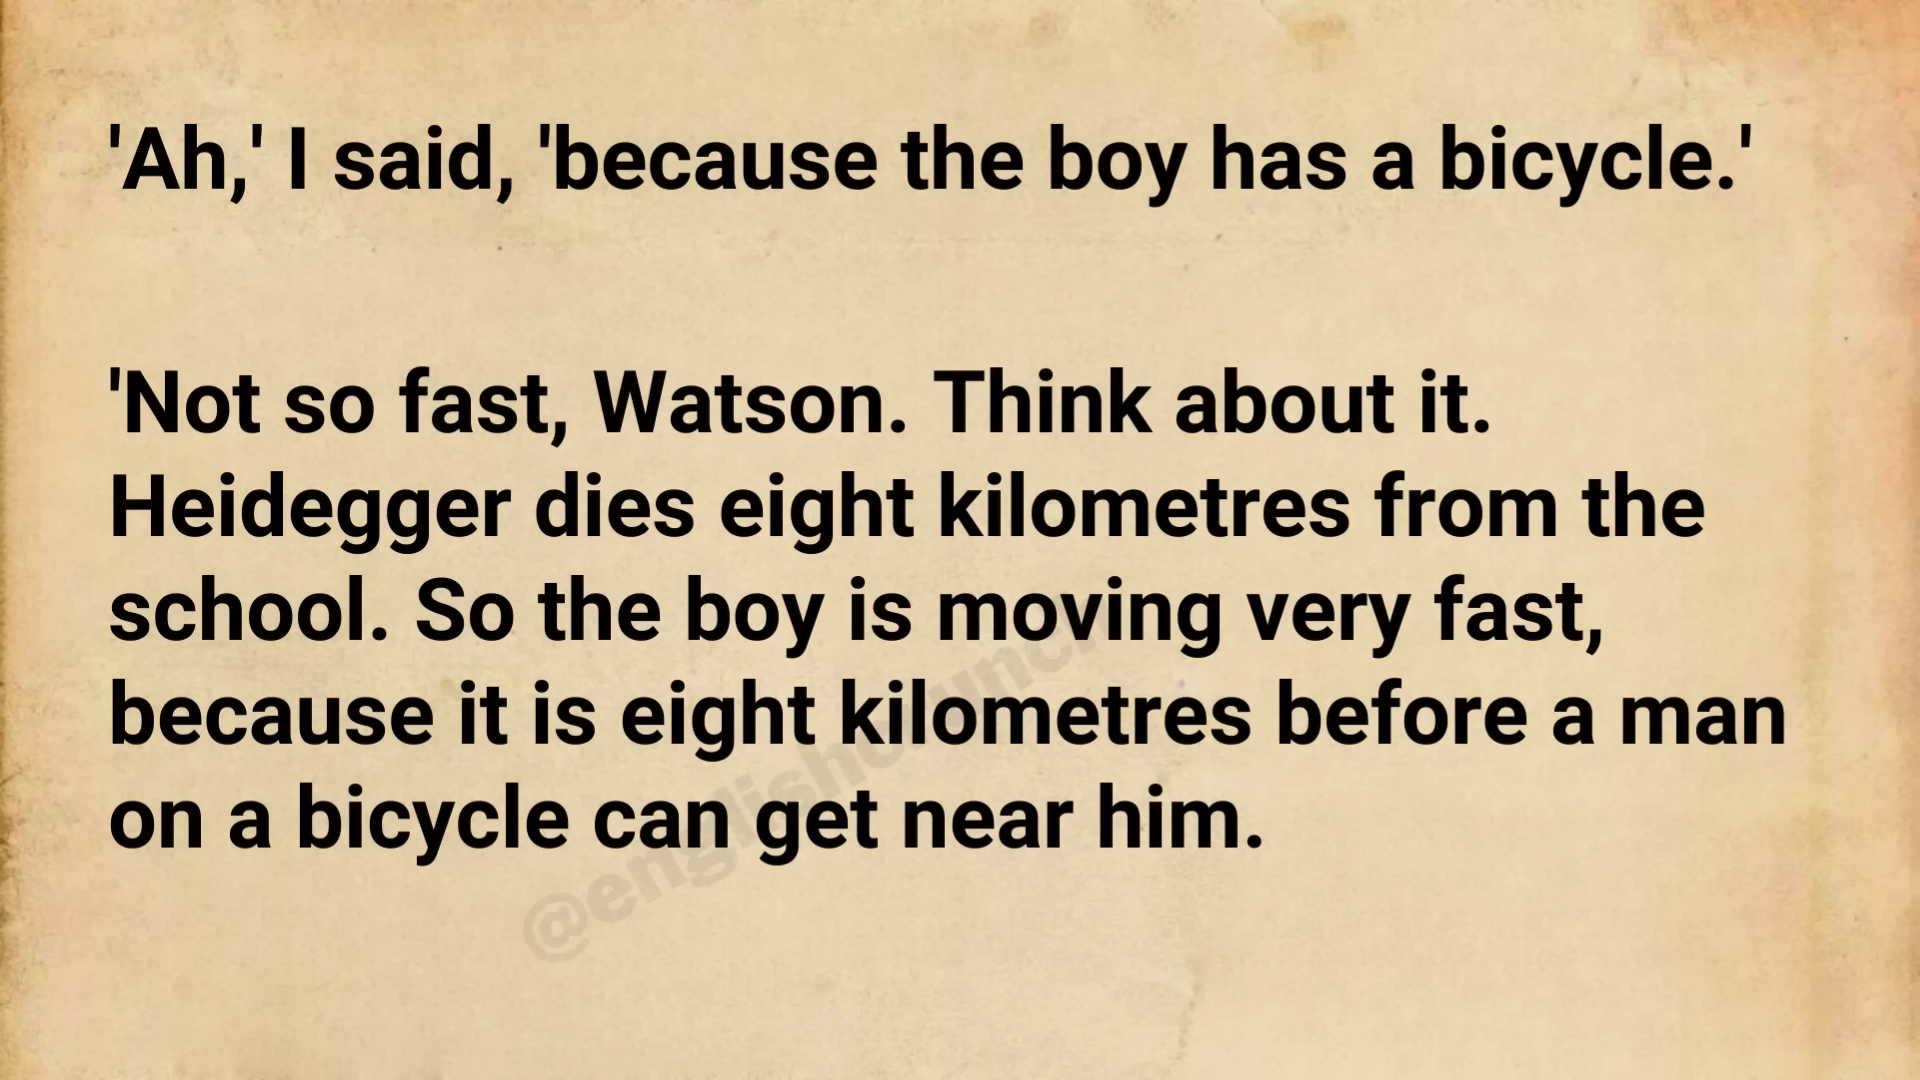 'Ah,' I said, 'because the boy has a bicycle.'
'Not so fast, Watson. Think about it.
Heidegger dies eight kilometres from the
school. So the boy is moving very fast,
because it is eight kilometres before a man
on a bicycle can get near him.